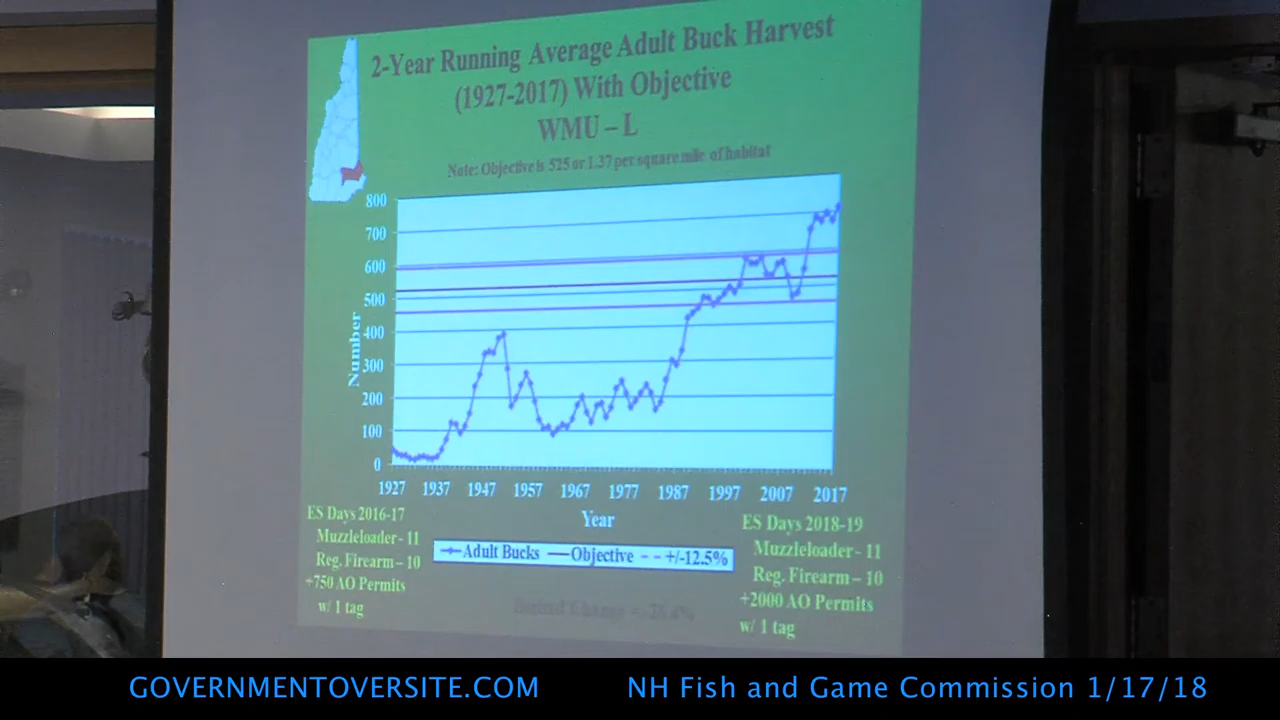 2-Year Running Average Adult Buck Harvest
(1927-2017) With Objective
WMU – L
Note: Objective is 525 or 1.37 per square mile of habitat
800
700
600
500
400
300
200
100
0
Number
1927 1937 1947 1957 1967 1977 1987 1997 2007 2017
Year
ES Days 2016-17
Muzzleloader - 11
Reg. Firearm – 10
+750 AO Permits
w/ 1 tag
Adult Bucks Objective +/-12.5%
ES Days 2018-19
Muzzleloader - 11
Reg. Firearm – 10
+2000 AO Permits
w/ 1 tag
Change =
GOVERNMENTOVERSITE.COM NH Fish and Game Commission 1/17/18